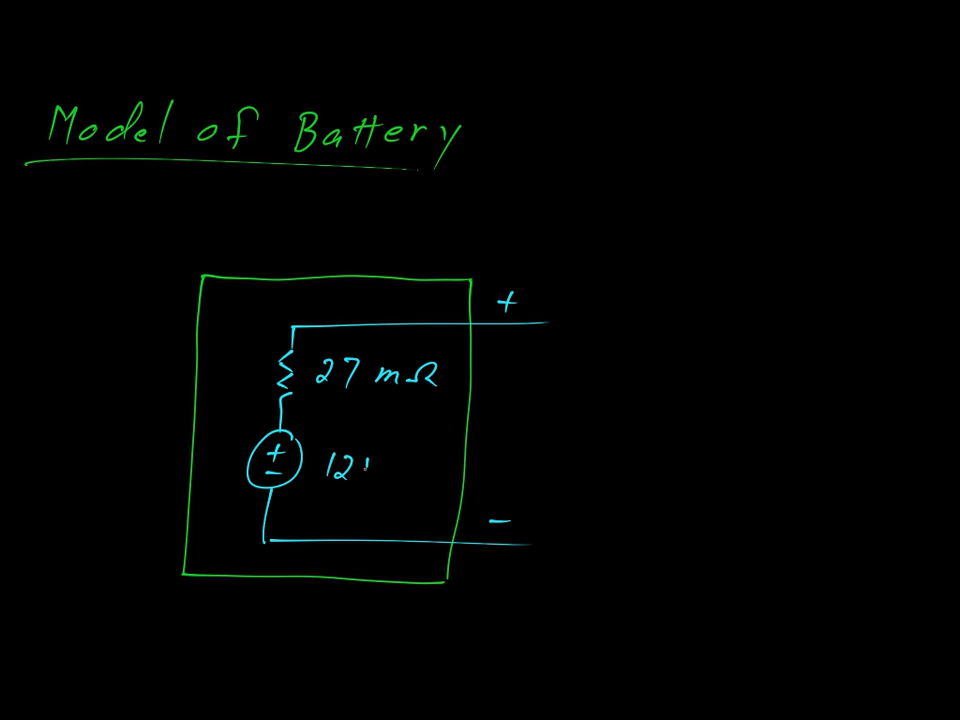 Model of Battery
+
27 mΩ
+
-
12
-